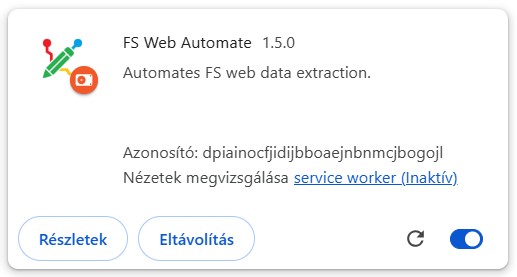 FS Web Automate 1.5.0
Automates FS web data extraction.
Azonosító: dpiainocfjidijbboaejnbnmcjbogojl
Nézetek megvizsgálása service worker (Inaktív)
Részletek
Eltávolítás